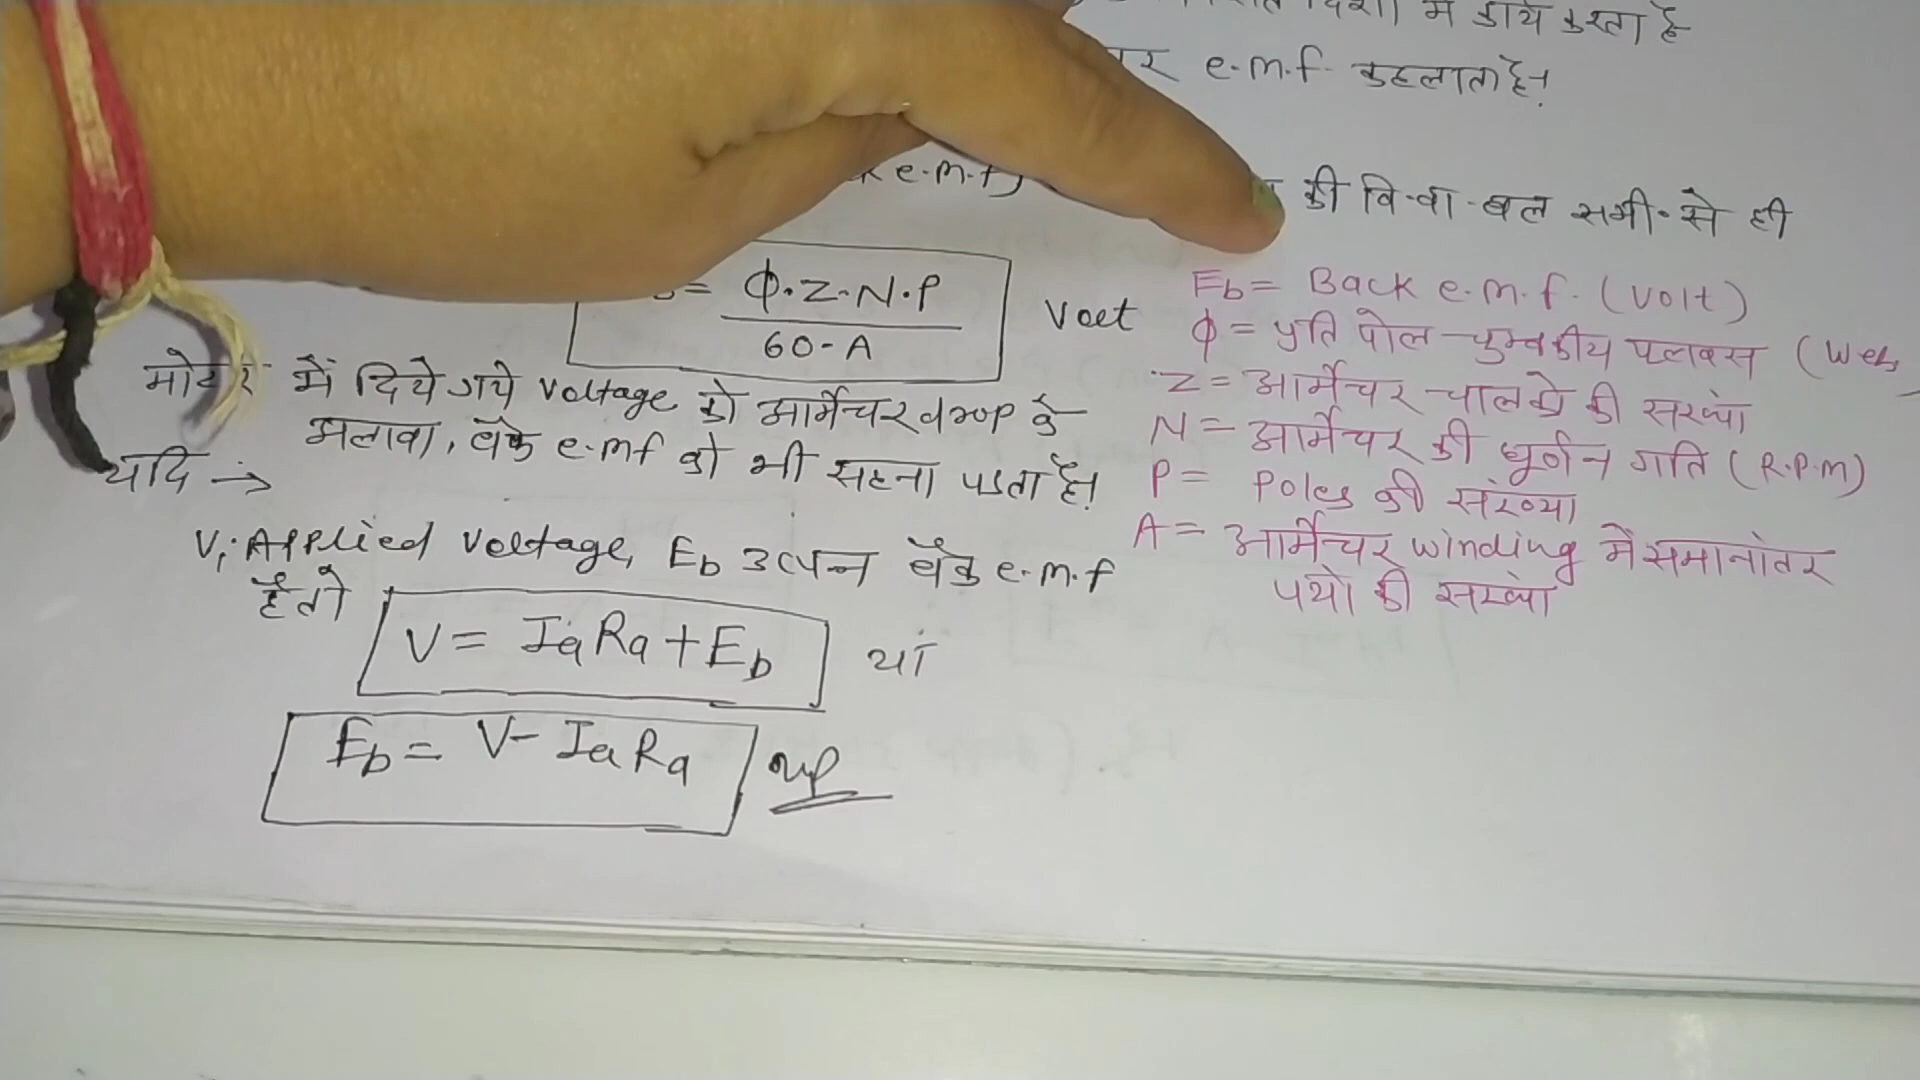 दिशा में कार्य करता है
e.m.f कहलाता है।
e.m.f) की वि.वा.बल समी. से ही
= Φ.Z.N.P / 60.A Volt
Eb = Back e.m.f. (Volt)
Φ = प्रति पोल चुम्बकीय फ्लक्स (Web
Z = आर्मेचर चालको की संख्या
N = आर्मेचर की घूर्णन गति (R.P.M)
P = Poles की संख्या
A = आर्मेचर winding में समानांतर
पथो की संख्या
मोटर में दिये गये Voltage को आर्मेचर drop के
अलावा, बैक e.mf को भी सहना पडता है।
यदि →
V, Applied Voltage, Eb उत्पन्न बैक e.m.f
है तो
V = IaRa + Eb या
Eb = V - IaRa